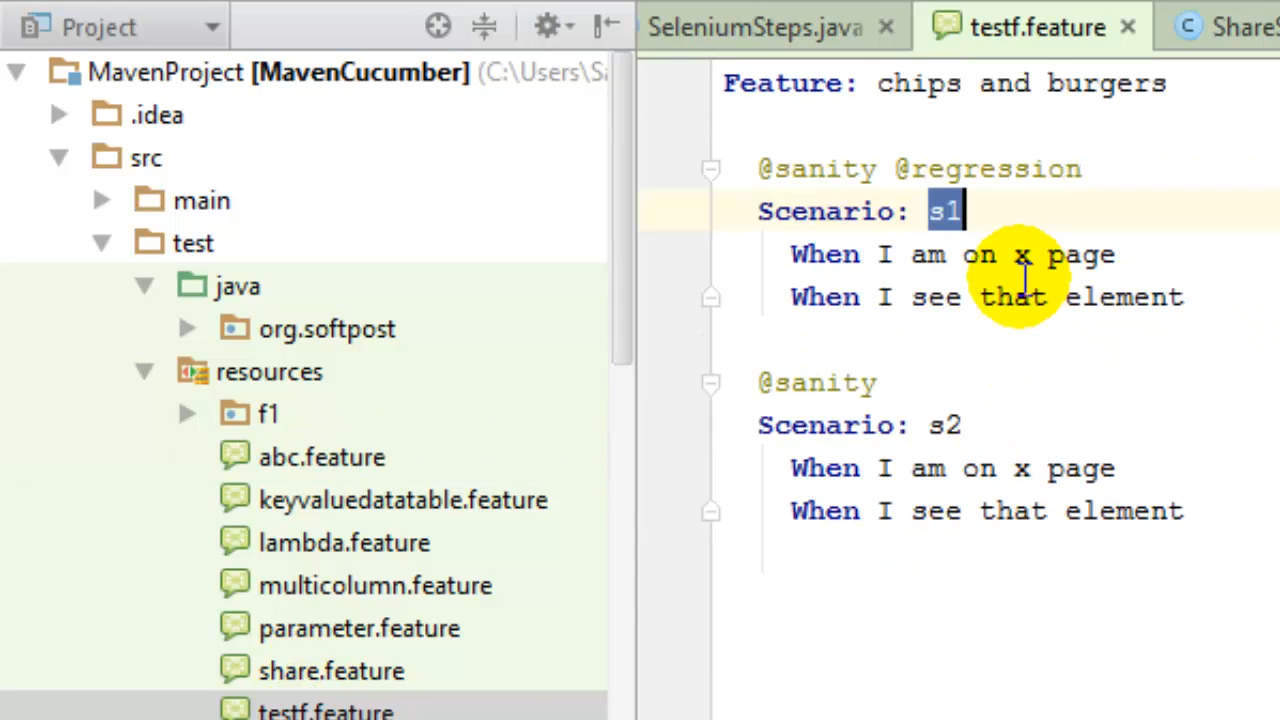 Project
MavenProject [MavenCucumber] (C:\Users\Sa
.idea
src
main
test
java
org.softpost
resources
f1
abc.feature
keyvaluedatatable.feature
lambda.feature
multicolumn.feature
parameter.feature
share.feature
testf.feature
SeleniumSteps.java
testf.feature
ShareS
Feature: chips and burgers
@sanity @regression
Scenario: s1
When I am on x page
When I see that element
@sanity
Scenario: s2
When I am on x page
When I see that element